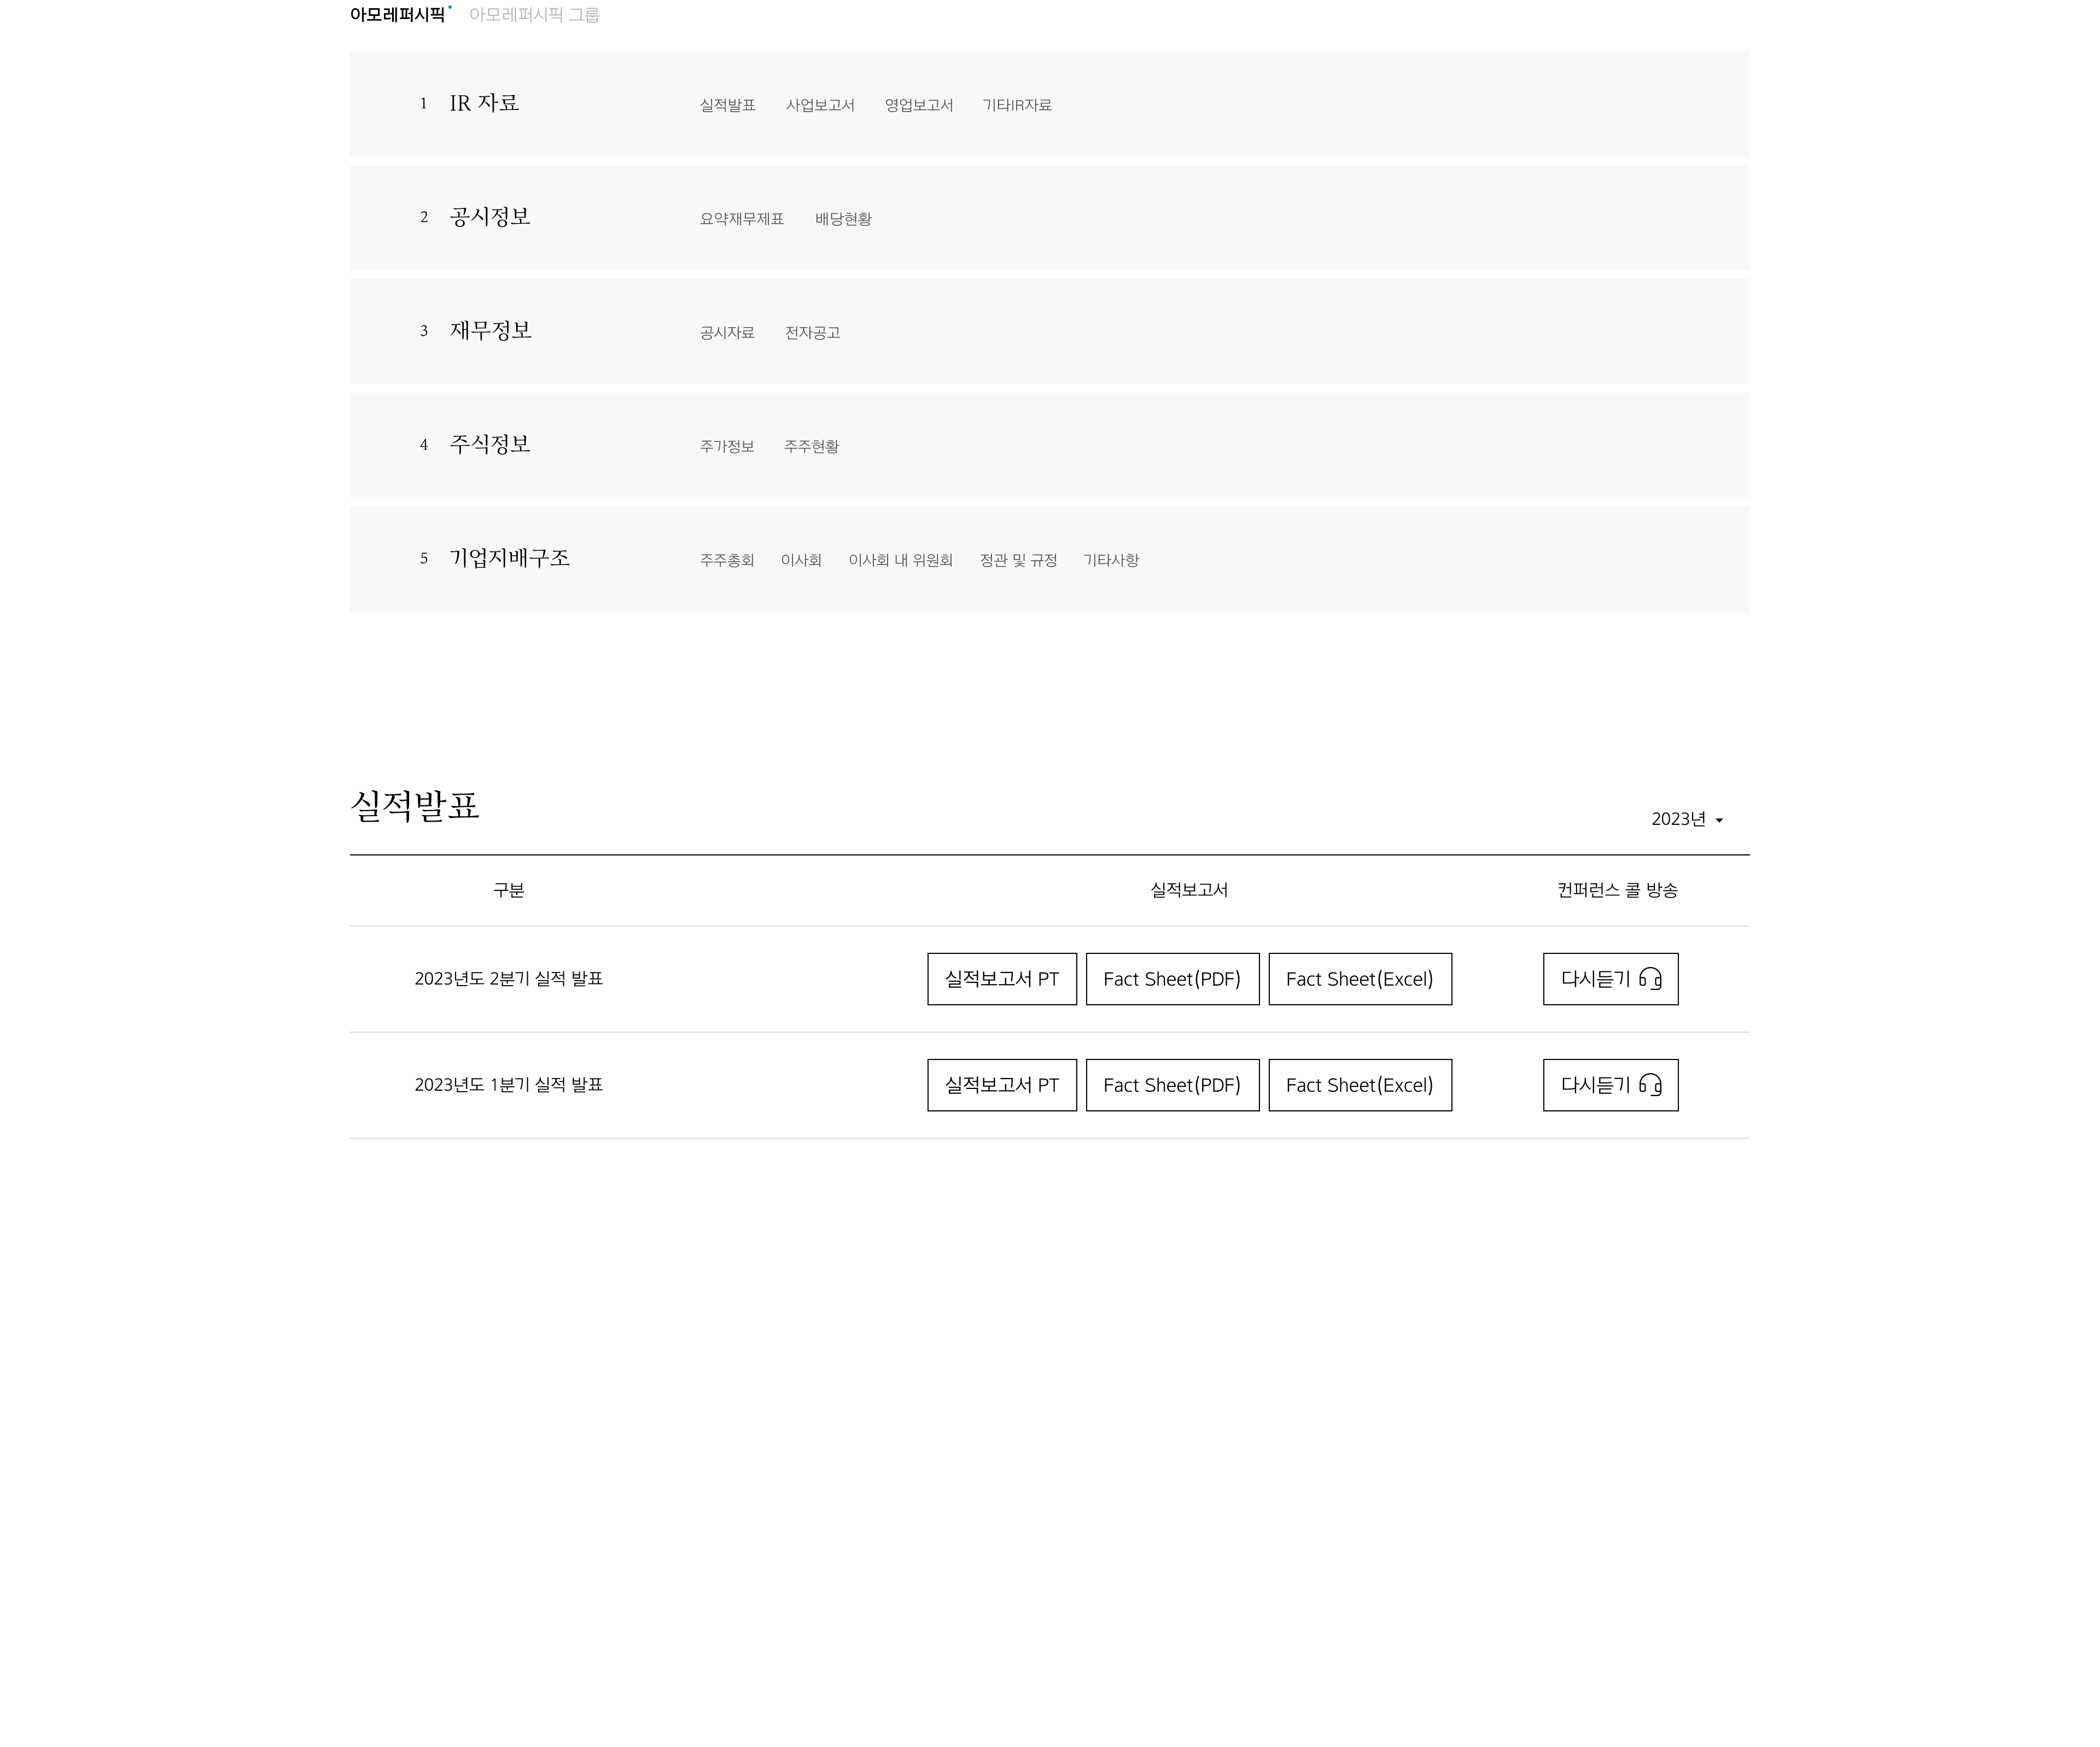 아모레퍼시픽 아모레퍼시픽 그룹
1 IR 자료 실적발표 사업보고서 영업보고서 기타IR자료
2 공시정보 요약재무제표 배당현황
3 재무정보 공시자료 전자공고
4 주식정보 주가정보 주주현황
5 기업지배구조 주주총회 이사회 이사회 내 위원회 정관 및 규정 기타사항
실적발표
2023년
구분 실적보고서 컨퍼런스 콜 방송
2023년도 2분기 실적 발표 실적보고서 PT Fact Sheet(PDF) Fact Sheet(Excel) 다시듣기
2023년도 1분기 실적 발표 실적보고서 PT Fact Sheet(PDF) Fact Sheet(Excel) 다시듣기